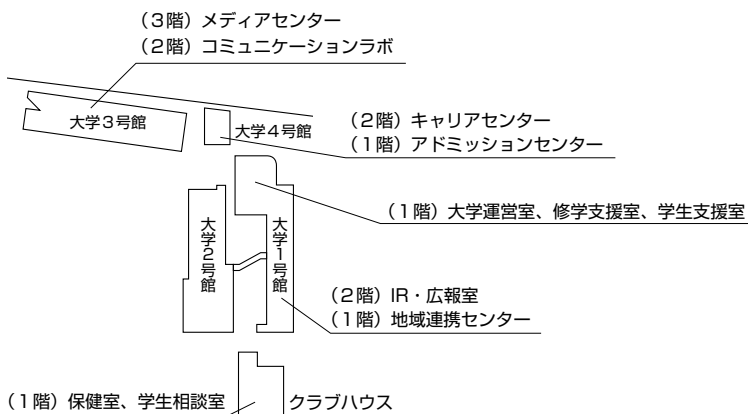 （3階）メディアセンター
（2階）コミュニケーションラボ
大学3号館
大学4号館
（2階）キャリアセンター
（1階）アドミッションセンター
（1階）大学運営室、修学支援室、学生支援室
大学2号館
大学1号館
（2階）IR・広報室
（1階）地域連携センター
（1階）保健室、学生相談室
クラブハウス